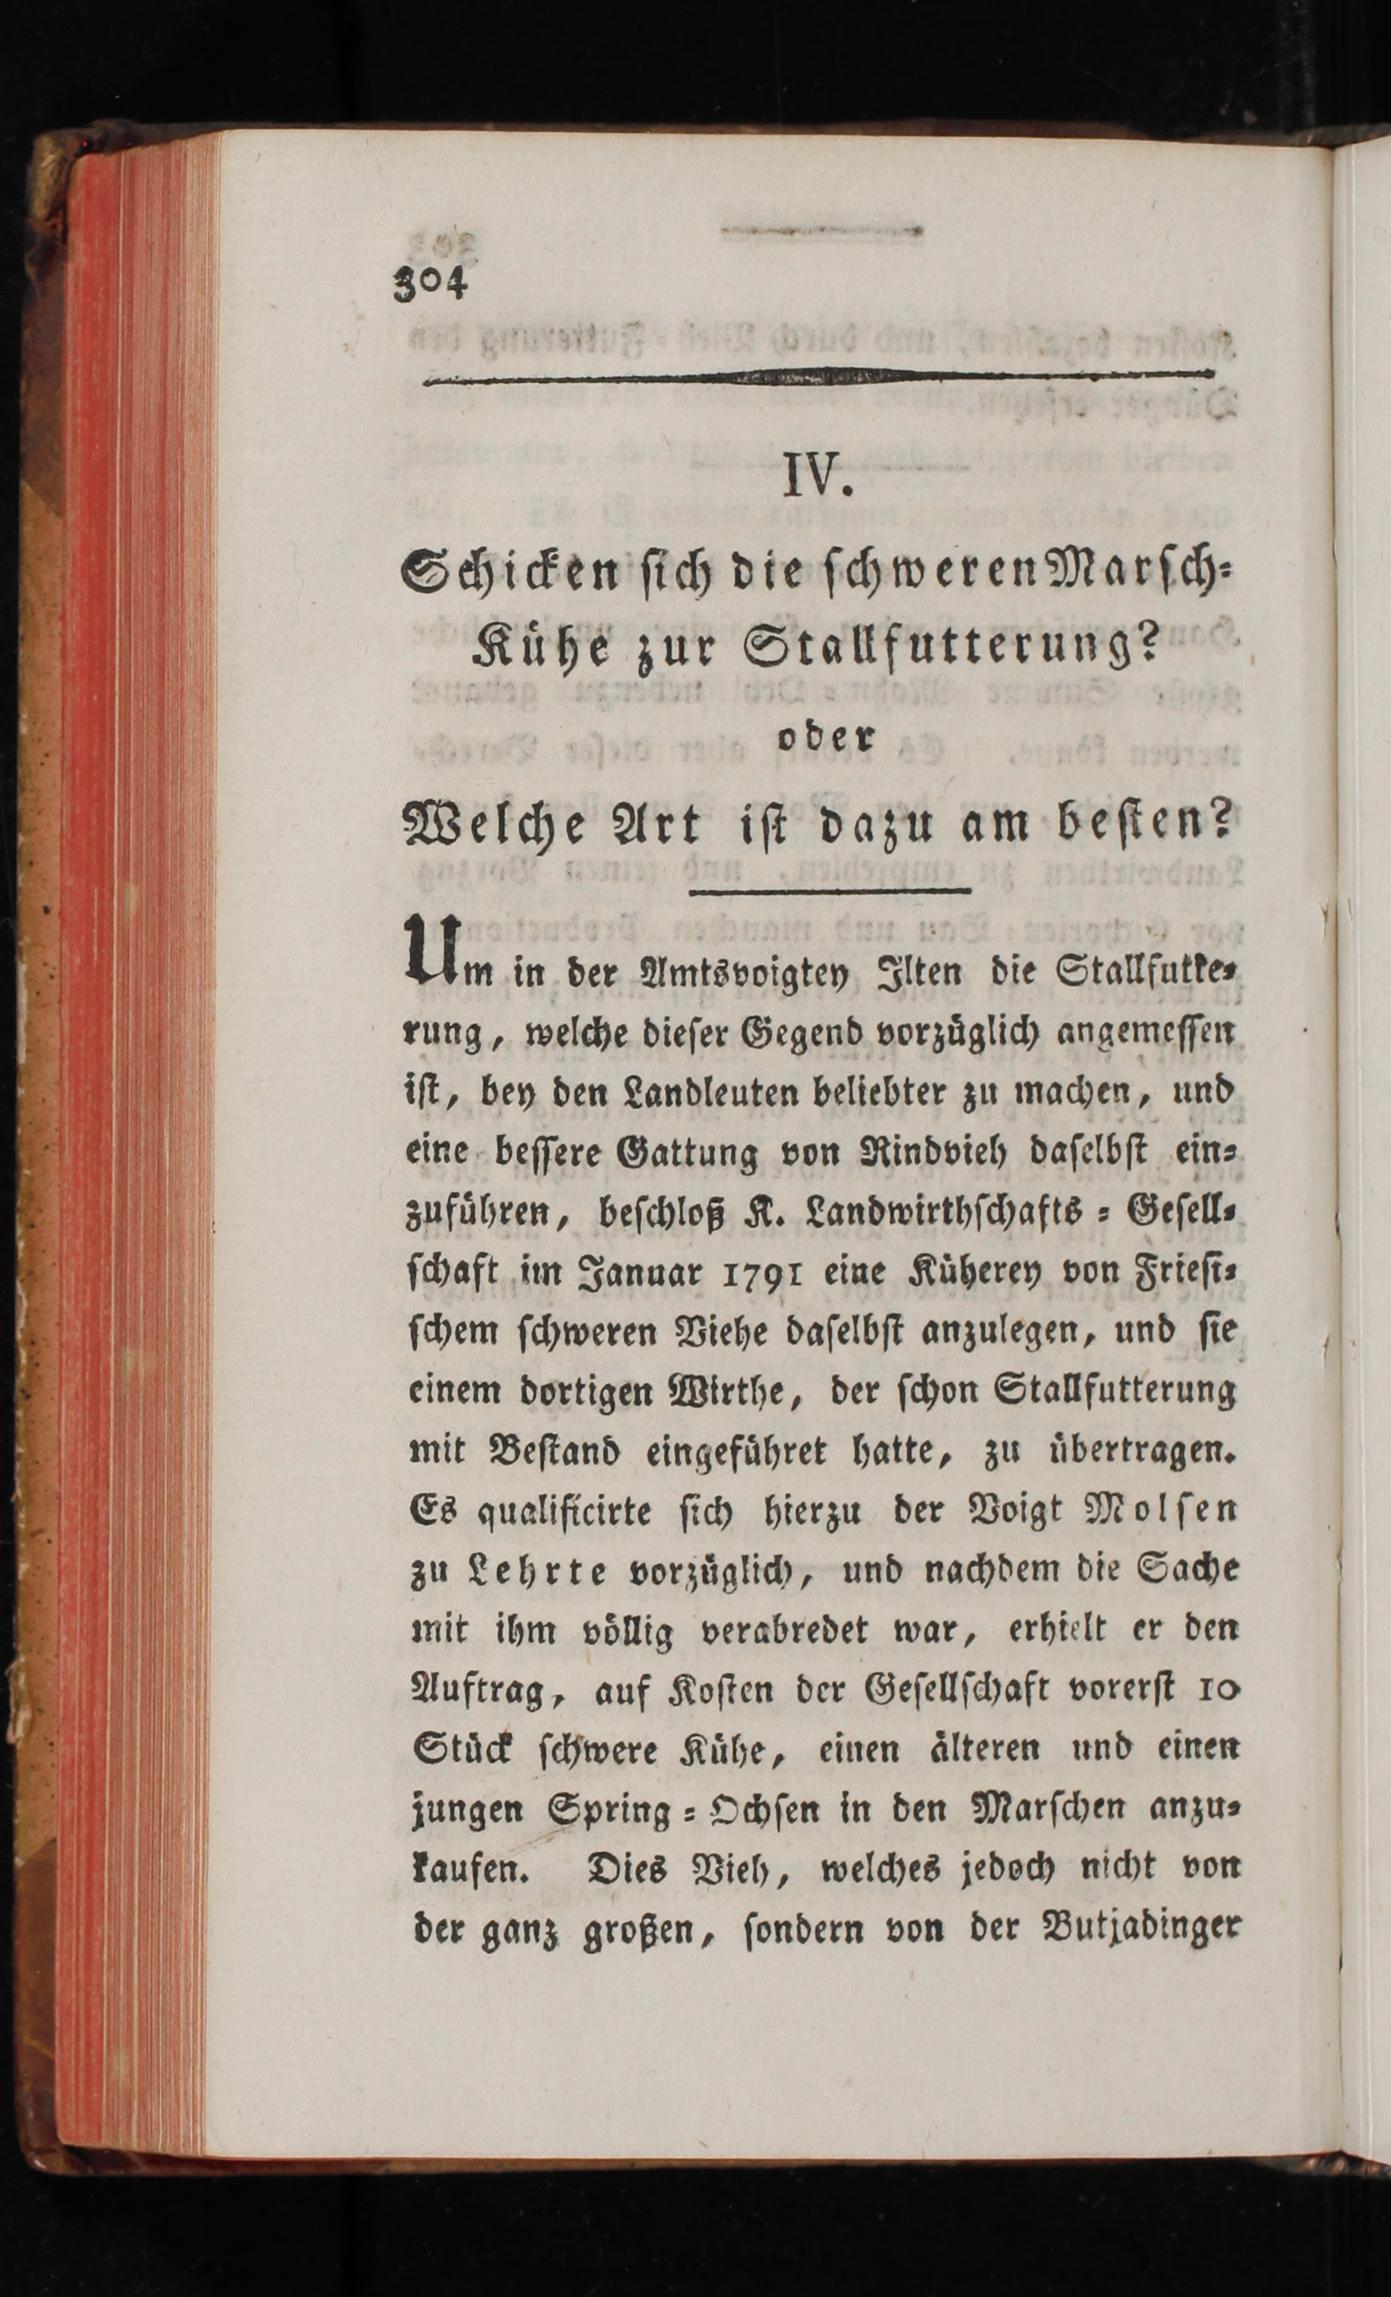 304
IV.
Schicken ſich die ſchweren Marſch⸗
Kühe zur Stallfutterung?
oder
Welche Art iſt dazu am beſten?
Um in der Amtsvoigtey Ilten die Stallfutte⸗
rung, welche dieſer Gegend vorzüglich angemeſſen
iſt, bey den Landleuten beliebter zu machen, und
eine beſſere Gattung von Rindvieh daſelbſt ein⸗
zuführen, beſchloß K. Landwirthſchafts⸗Geſell⸗
ſchaft im Januar 1791 eine Küherey von Frieſi⸗
ſchem ſchweren Viehe daſelbſt anzulegen, und ſie
einem dortigen Wirthe, der ſchon Stallfutterung
mit Beſtand eingeführet hatte, zu übertragen.
Es qualificirte ſich hierzu der Voigt Molſen
zu Lehrte vorzüglich, und nachdem die Sache
mit ihm völlig verabredet war, erhielt er den
Auftrag, auf Koſten der Geſellſchaft vorerſt 10
Stück ſchwere Kühe, einen älteren und einen
jungen Spring⸗Ochſen in den Marſchen anzu⸗
kaufen. Dies Vieh, welches jedoch nicht von
der ganz großen, ſondern von der Butjadinger